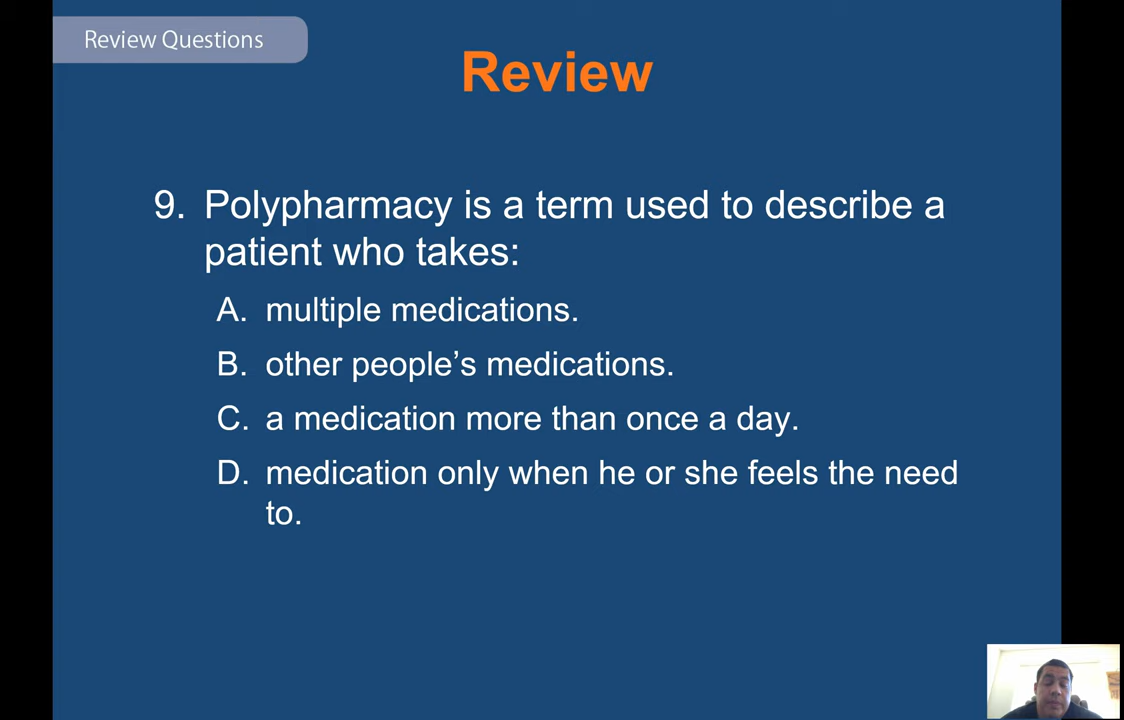 Review Questions
Review
9. Polypharmacy is a term used to describe a
patient who takes:
A. multiple medications.
B. other people’s medications.
C. a medication more than once a day.
D. medication only when he or she feels the need
to.